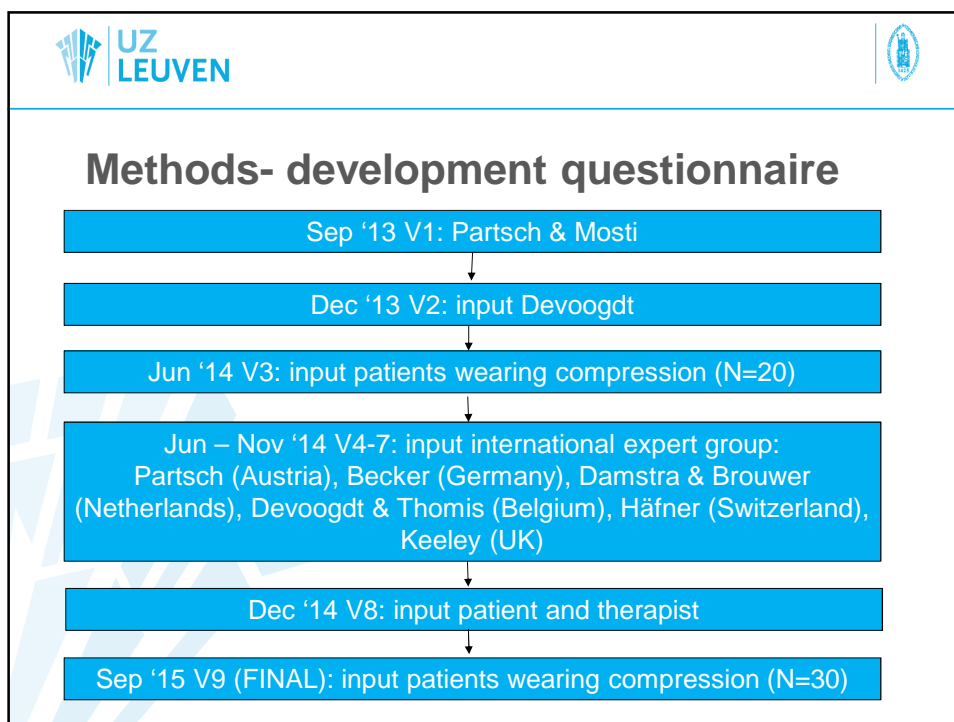 UZ
LEUVEN
Methods- development questionnaire
Sep ‘13 V1: Partsch & Mosti
Dec ‘13 V2: input Devoogdt
Jun ‘14 V3: input patients wearing compression (N=20)
Jun – Nov ‘14 V4-7: input international expert group:
Partsch (Austria), Becker (Germany), Damstra & Brouwer
(Netherlands), Devoogdt & Thomis (Belgium), Häfner (Switzerland),
Keeley (UK)
Dec ‘14 V8: input patient and therapist
Sep ‘15 V9 (FINAL): input patients wearing compression (N=30)